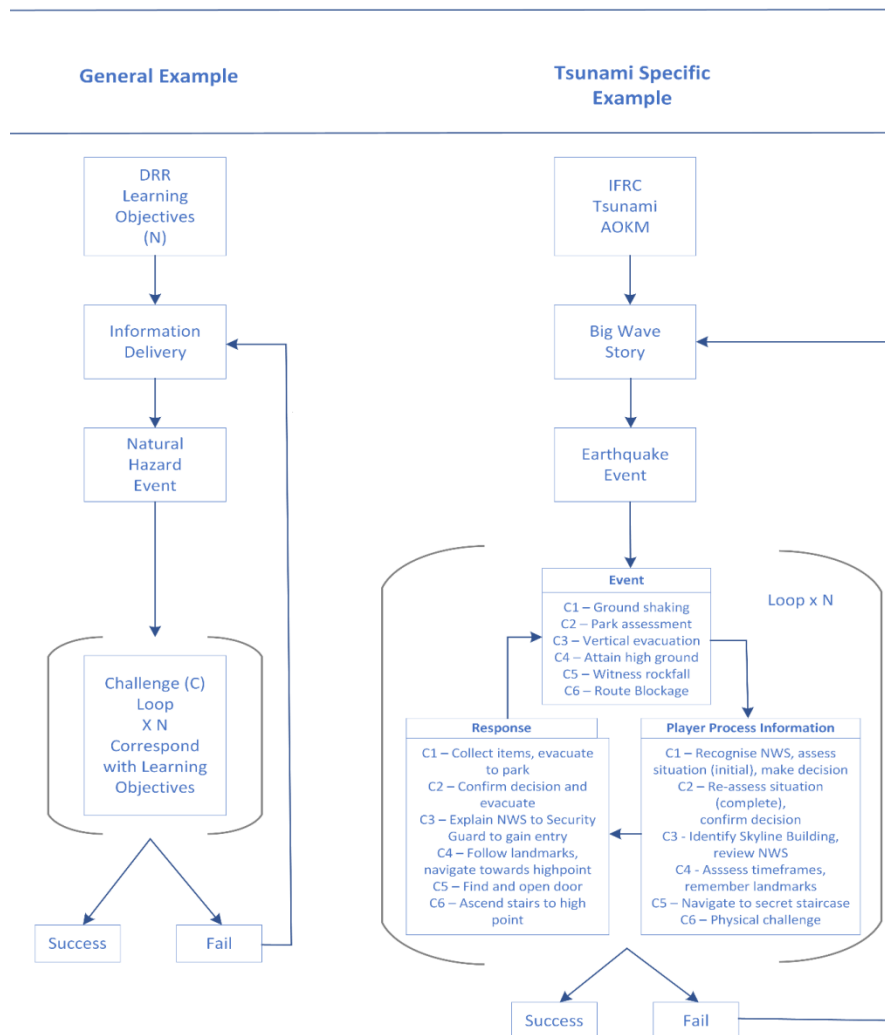 General Example
Tsunami Specific
Example
DRR
Learning
Objectives
(N)
Information
Delivery
Natural
Hazard
Event
Challenge (C)
Loop
X N
Correspond
with Learning
Objectives
Success
Fail
IFRC
Tsunami
AOKM
Big Wave
Story
Earthquake
Event
Loop x N
Event
C1 – Ground shaking
C2 – Park assessment
C3 – Vertical evacuation
C4 – Attain high ground
C5 – Witness rockfall
C6 – Route Blockage
Response
C1 – Collect items, evacuate
to park
C2 – Confirm decision and
evacuate
C3 – Explain NWS to Security
Guard to gain entry
C4 – Follow landmarks,
navigate towards highpoint
C5 – Find and open door
C6 – Ascend stairs to high
point
Player Process Information
C1 – Recognise NWS, assess
situation (initial), make decision
C2 – Re-assess situation
(complete),
confirm decision
C3 - Identify Skyline Building,
review NWS
C4 - Asssess timeframes,
remember landmarks
C5 – Navigate to secret staircase
C6 – Physical challenge
Success
Fail